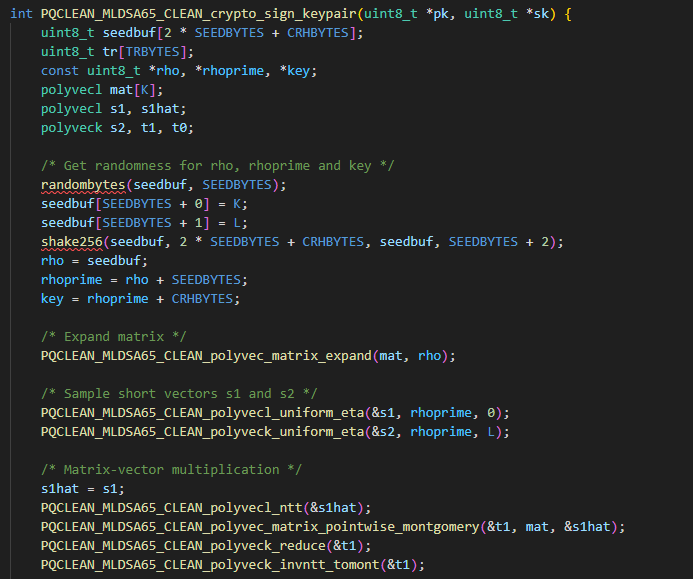 int PQCLEAN_MLDSA65_CLEAN_crypto_sign_keypair(uint8_t *pk, uint8_t *sk) {
    uint8_t seedbuf[2 * SEEDBYTES + CRHBYTES];
    uint8_t tr[TRBYTES];
    const uint8_t *rho, *rhoprime, *key;
    polyvecl mat[K];
    polyvecl s1, s1hat;
    polyveck s2, t1, t0;

    /* Get randomness for rho, rhoprime and key */
    randombytes(seedbuf, SEEDBYTES);
    seedbuf[SEEDBYTES + 0] = K;
    seedbuf[SEEDBYTES + 1] = L;
    shake256(seedbuf, 2 * SEEDBYTES + CRHBYTES, seedbuf, SEEDBYTES + 2);
    rho = seedbuf;
    rhoprime = rho + SEEDBYTES;
    key = rhoprime + CRHBYTES;

    /* Expand matrix */
    PQCLEAN_MLDSA65_CLEAN_polyvec_matrix_expand(mat, rho);

    /* Sample short vectors s1 and s2 */
    PQCLEAN_MLDSA65_CLEAN_polyvecl_uniform_eta(&s1, rhoprime, 0);
    PQCLEAN_MLDSA65_CLEAN_polyveck_uniform_eta(&s2, rhoprime, L);

    /* Matrix-vector multiplication */
    s1hat = s1;
    PQCLEAN_MLDSA65_CLEAN_polyvecl_ntt(&s1hat);
    PQCLEAN_MLDSA65_CLEAN_polyvec_matrix_pointwise_montgomery(&t1, mat, &s1hat);
    PQCLEAN_MLDSA65_CLEAN_polyveck_reduce(&t1);
    PQCLEAN_MLDSA65_CLEAN_polyveck_invntt_tomont(&t1);